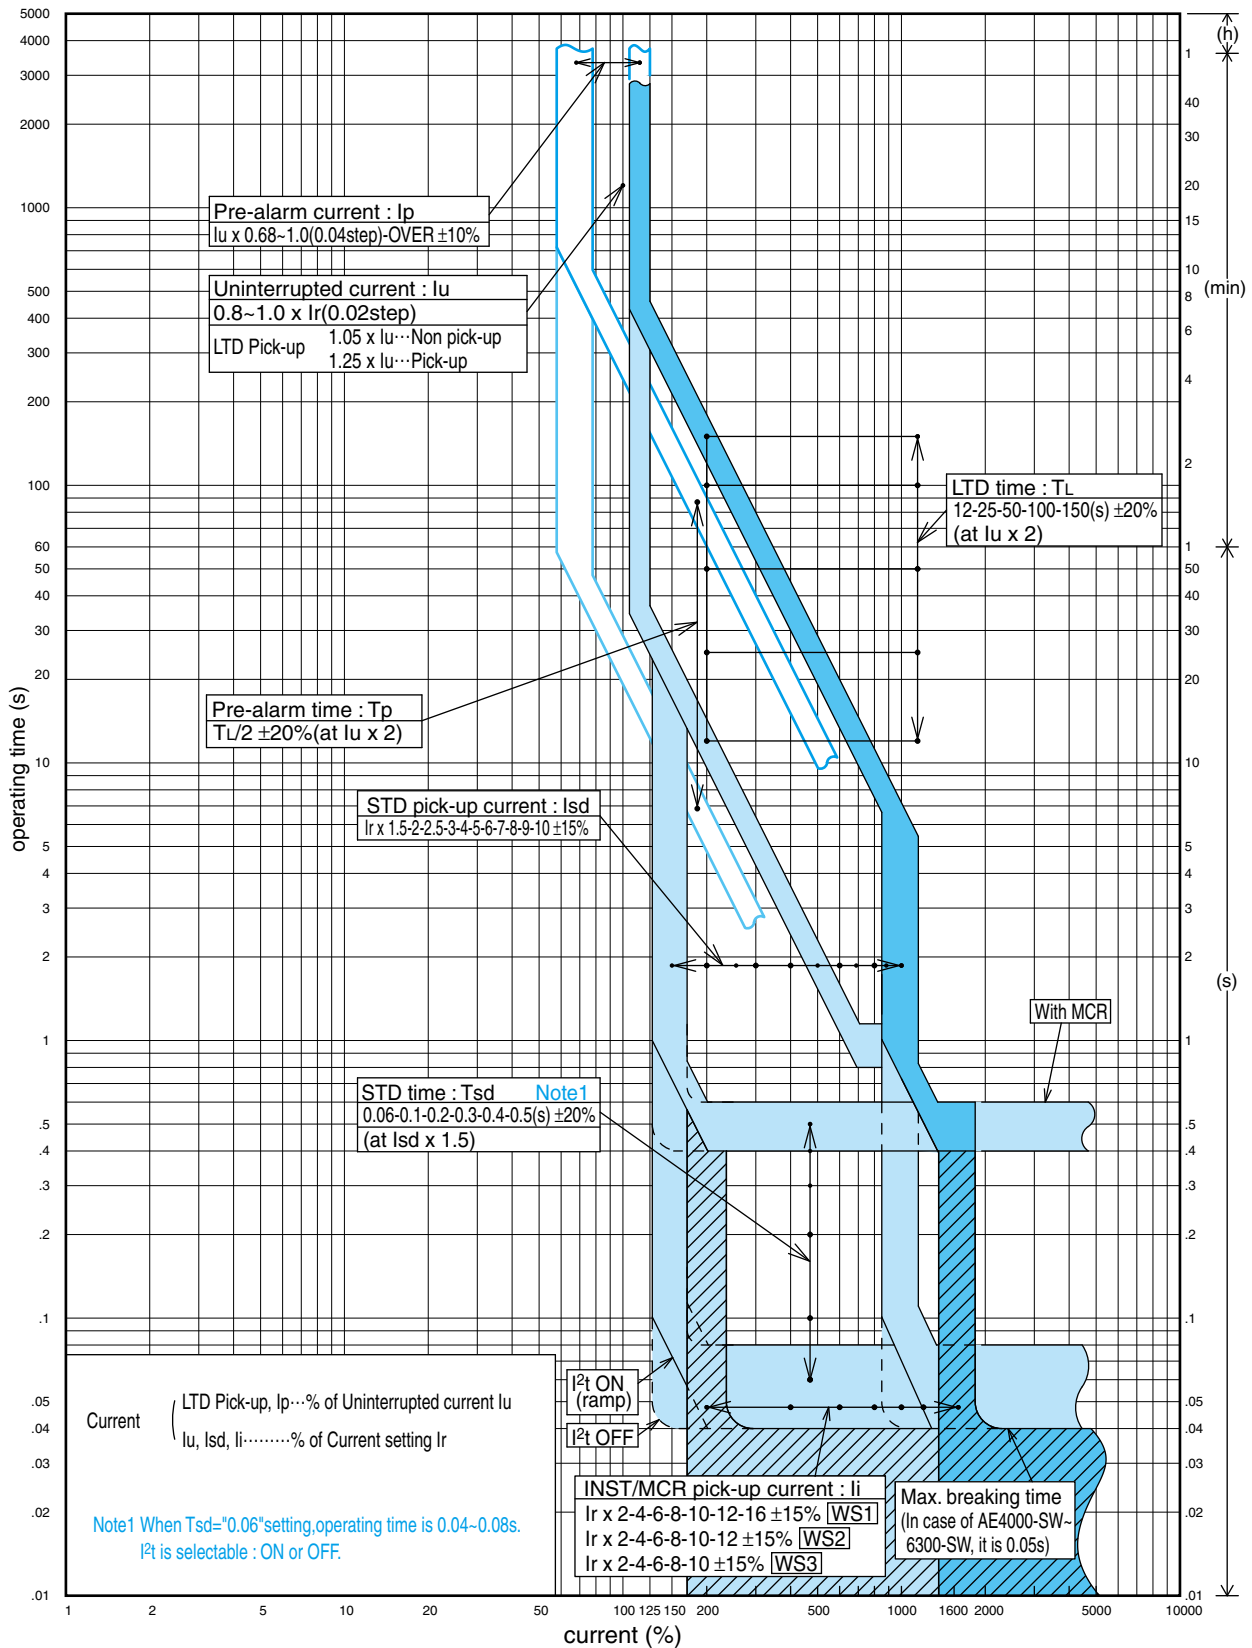 5000
4000
3000
2000
1000
500
400
300
200
100
60
50
40
30
20
10
5
4
3
2
1
.5
.4
.3
.2
.1
.05
.04
.03
.02
.01
operating time (s)
(h)
1
40
30
20
15
10
8
6
4
2
1
(min)
50
40
30
20
10
5
4
3
2
1
.5
.4
.3
.2
.1
.05
.04
.03
.02
.01
(s)
Pre-alarm current : Ip
Iu x 0.68~1.0(0.04step)-OVER ±10%
Uninterrupted current : Iu
0.8~1.0 x Ir(0.02step)
LTD Pick-up 1.05 x Iu···Non pick-up
1.25 x Iu···Pick-up
LTD time : TL
12-25-50-100-150(s) ±20%
(at Iu x 2)
Pre-alarm time : Tp
TL/2 ±20%(at Iu x 2)
STD pick-up current : Isd
Ir x 1.5-2-2.5-3-4-5-6-7-8-9-10 ±15%
With MCR
STD time : Tsd Note1
0.06-0.1-0.2-0.3-0.4-0.5(s) ±20%
(at Isd x 1.5)
I²t ON
(ramp)
I²t OFF
Current
LTD Pick-up, Ip···% of Uninterrupted current Iu
Iu, Isd, Ii·········% of Current setting Ir
Note1 When Tsd="0.06"setting,operating time is 0.04~0.08s.
I²t is selectable : ON or OFF.
INST/MCR pick-up current : Ii
Ir x 2-4-6-8-10-12-16 ±15% WS1
Ir x 2-4-6-8-10-12 ±15% WS2
Ir x 2-4-6-8-10 ±15% WS3
Max. breaking time
(In case of AE4000-SW~
6300-SW, it is 0.05s)
1 2 5 10 20 50 100 125 150 200 500 1000 1600 2000 5000 10000
current (%)